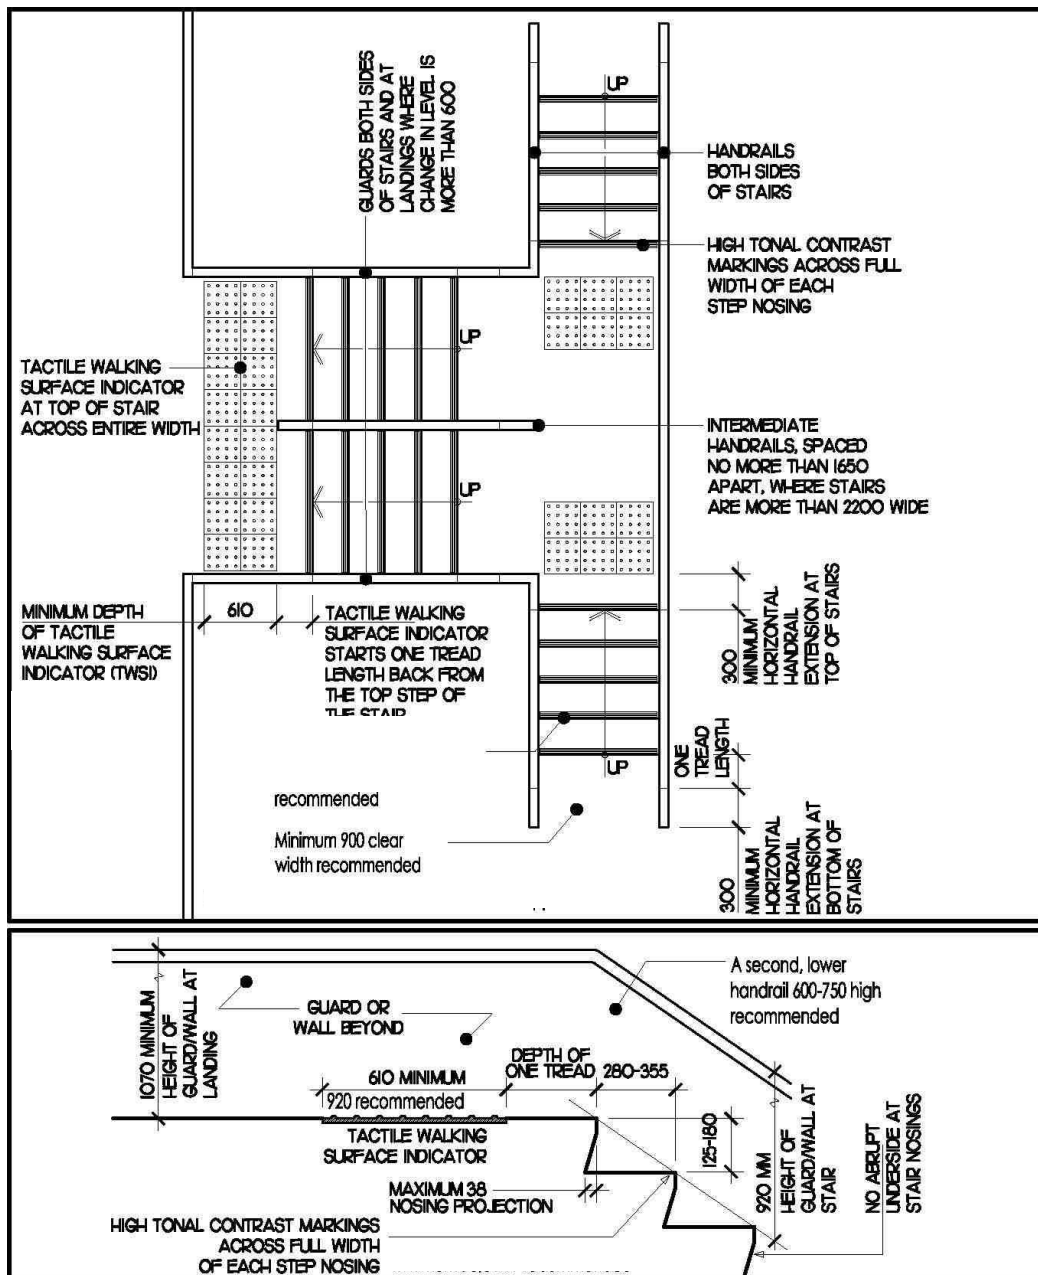 GUARDS BOTH SIDES
OF STAIRS AND AT
LANDINGS WHERE
CHANGE IN LEVEL IS
MORE THAN 600
UP
HANDRAILS
BOTH SIDES
OF STAIRS
HIGH TONAL CONTRAST
MARKINGS ACROSS FULL
WIDTH OF EACH
STEP NOSING
UP
TACTILE WALKING
SURFACE INDICATOR
AT TOP OF STAIR
ACROSS ENTIRE WIDTH
INTERMEDIATE
HANDRAILS, SPACED
NO MORE THAN 1650
APART, WHERE STAIRS
ARE MORE THAN 2200 WIDE
UP
MINIMUM DEPTH
OF TACTILE
WALKING SURFACE
INDICATOR (TWSI)
610
TACTILE WALKING
SURFACE INDICATOR
STARTS ONE TREAD
LENGTH BACK FROM
THE TOP STEP OF
THE STAIR
300
MINIMUM
HORIZONTAL
HANDRAIL
EXTENSION AT
TOP OF STAIRS
ONE
TREAD
LENGTH
UP
recommended
Minimum 900 clear
width recommended
300
MINIMUM
HORIZONTAL
HANDRAIL
EXTENSION AT
BOTTOM OF
STAIRS
1070 MINIMUM
HEIGHT OF
GUARD/WALL AT
LANDING
GUARD OR
WALL BEYOND
A second, lower
handrail 600-750 high
recommended
DEPTH OF
ONE TREAD 280-355
610 MINIMUM
920 recommended
TACTILE WALKING
SURFACE INDICATOR
125-180
920 MM
HEIGHT OF
GUARD/WALL AT
STAIR
NO ABRUPT
UNDERSIDE AT
STAIR NOSINGS
MAXIMUM 38
NOSING PROJECTION
HIGH TONAL CONTRAST MARKINGS
ACROSS FULL WIDTH
OF EACH STEP NOSING